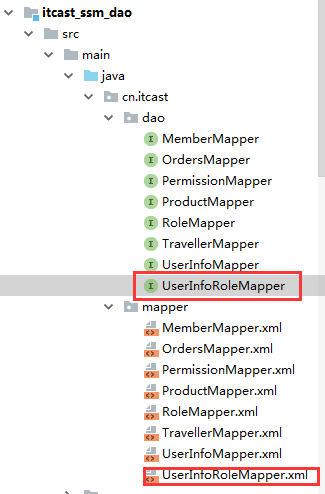 itcast_ssm_dao
src
main
java
cn.itcast
dao
MemberMapper
OrdersMapper
PermissionMapper
ProductMapper
RoleMapper
TravellerMapper
UserInfoMapper
UserInfoRoleMapper
mapper
MemberMapper.xml
OrdersMapper.xml
PermissionMapper.xml
ProductMapper.xml
RoleMapper.xml
TravellerMapper.xml
UserInfoMapper.xml
UserInfoRoleMapper.xml